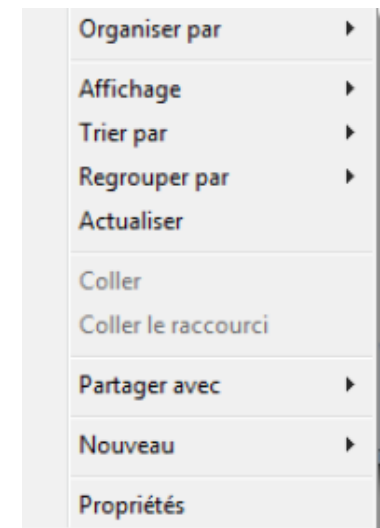 Organiser par
Affichage
Trier par
Regrouper par
Actualiser
Coller
Coller le raccourci
Partager avec
Nouveau
Propriétés